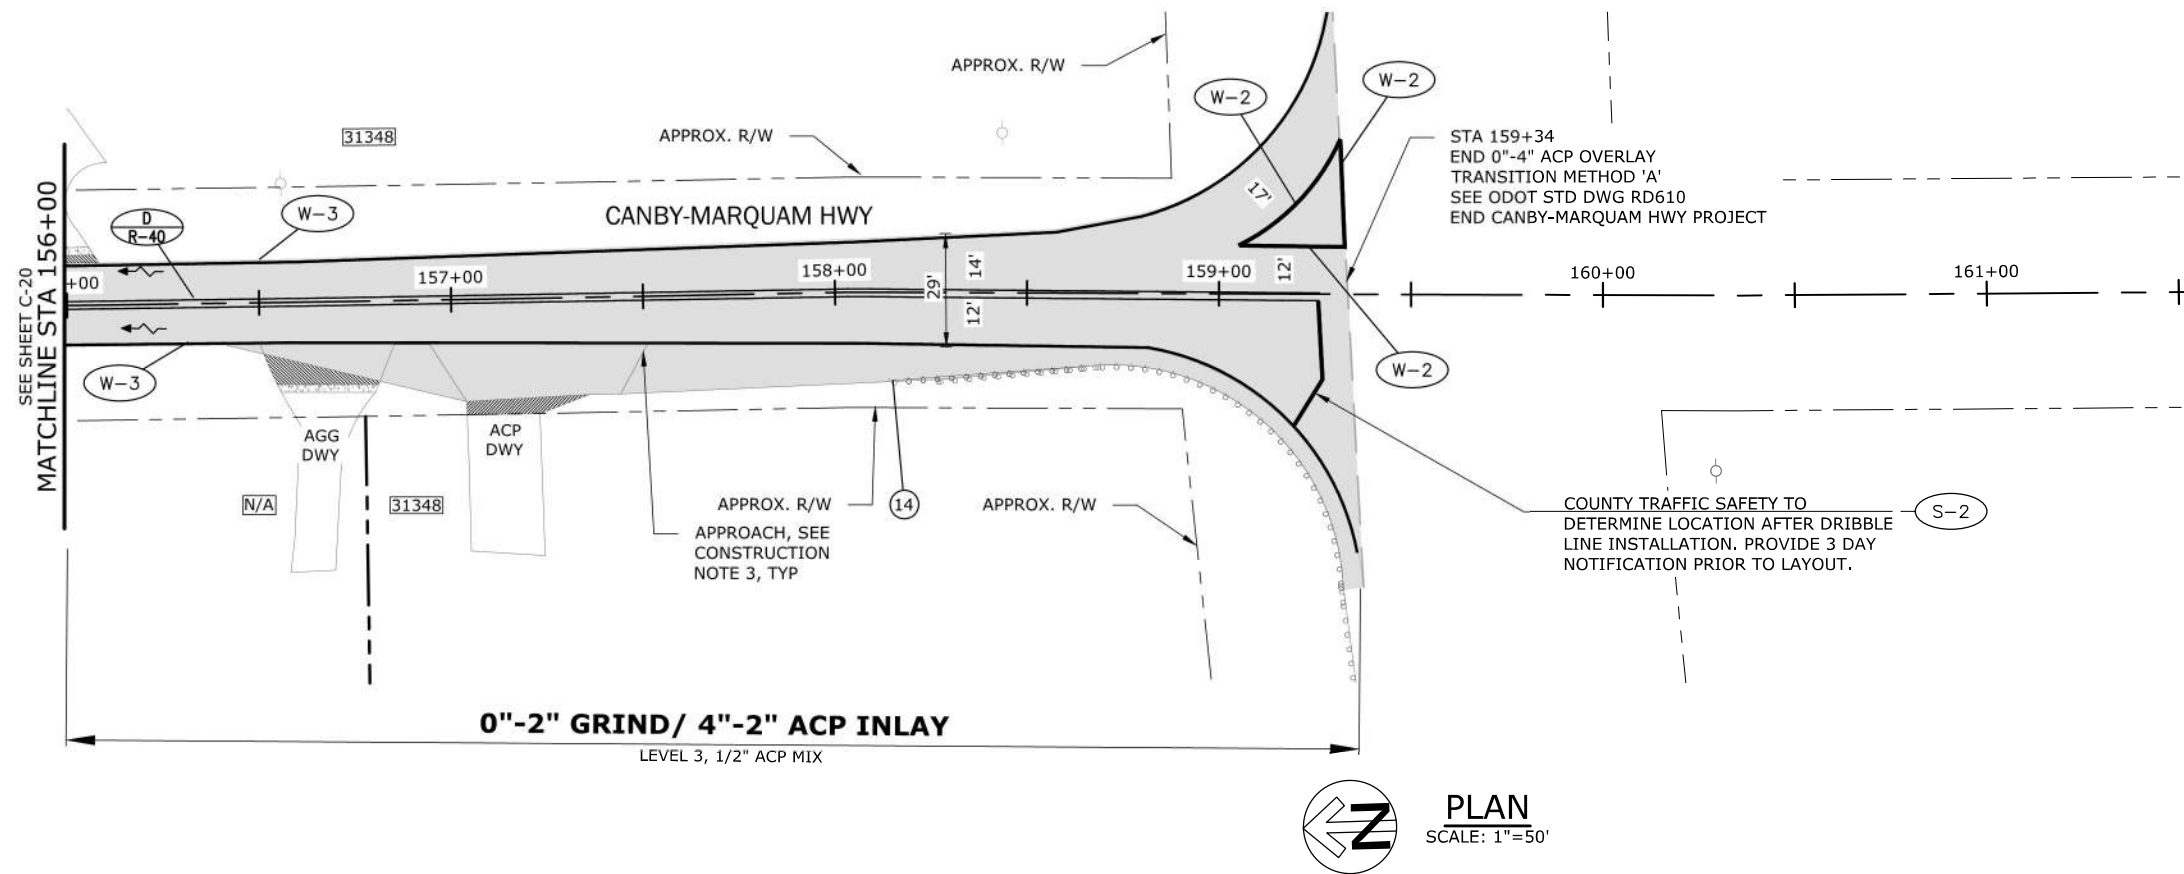 APPROX. R/W
W-2
W-2
31348
APPROX. R/W
STA 159+34
END 0"-4" ACP OVERLAY
TRANSITION METHOD 'A'
SEE ODOT STD DWG RD610
END CANBY-MARQUAM HWY PROJECT
17'
D
R-40
W-3
CANBY-MARQUAM HWY
SEE SHEET C-20
MATCHLINE STA 156+00
+00
157+00
158+00
159+00
160+00
161+00
29'
14'
12'
12'
W-3
W-2
AGG
DWY
ACP
DWY
N/A
31348
APPROX. R/W
14
APPROX. R/W
APPROACH, SEE
CONSTRUCTION
NOTE 3, TYP
COUNTY TRAFFIC SAFETY TO
DETERMINE LOCATION AFTER DRIBBLE
LINE INSTALLATION. PROVIDE 3 DAY
NOTIFICATION PRIOR TO LAYOUT.
S-2
0"-2" GRIND/ 4"-2" ACP INLAY
LEVEL 3, 1/2" ACP MIX
N
PLAN
SCALE: 1"=50'